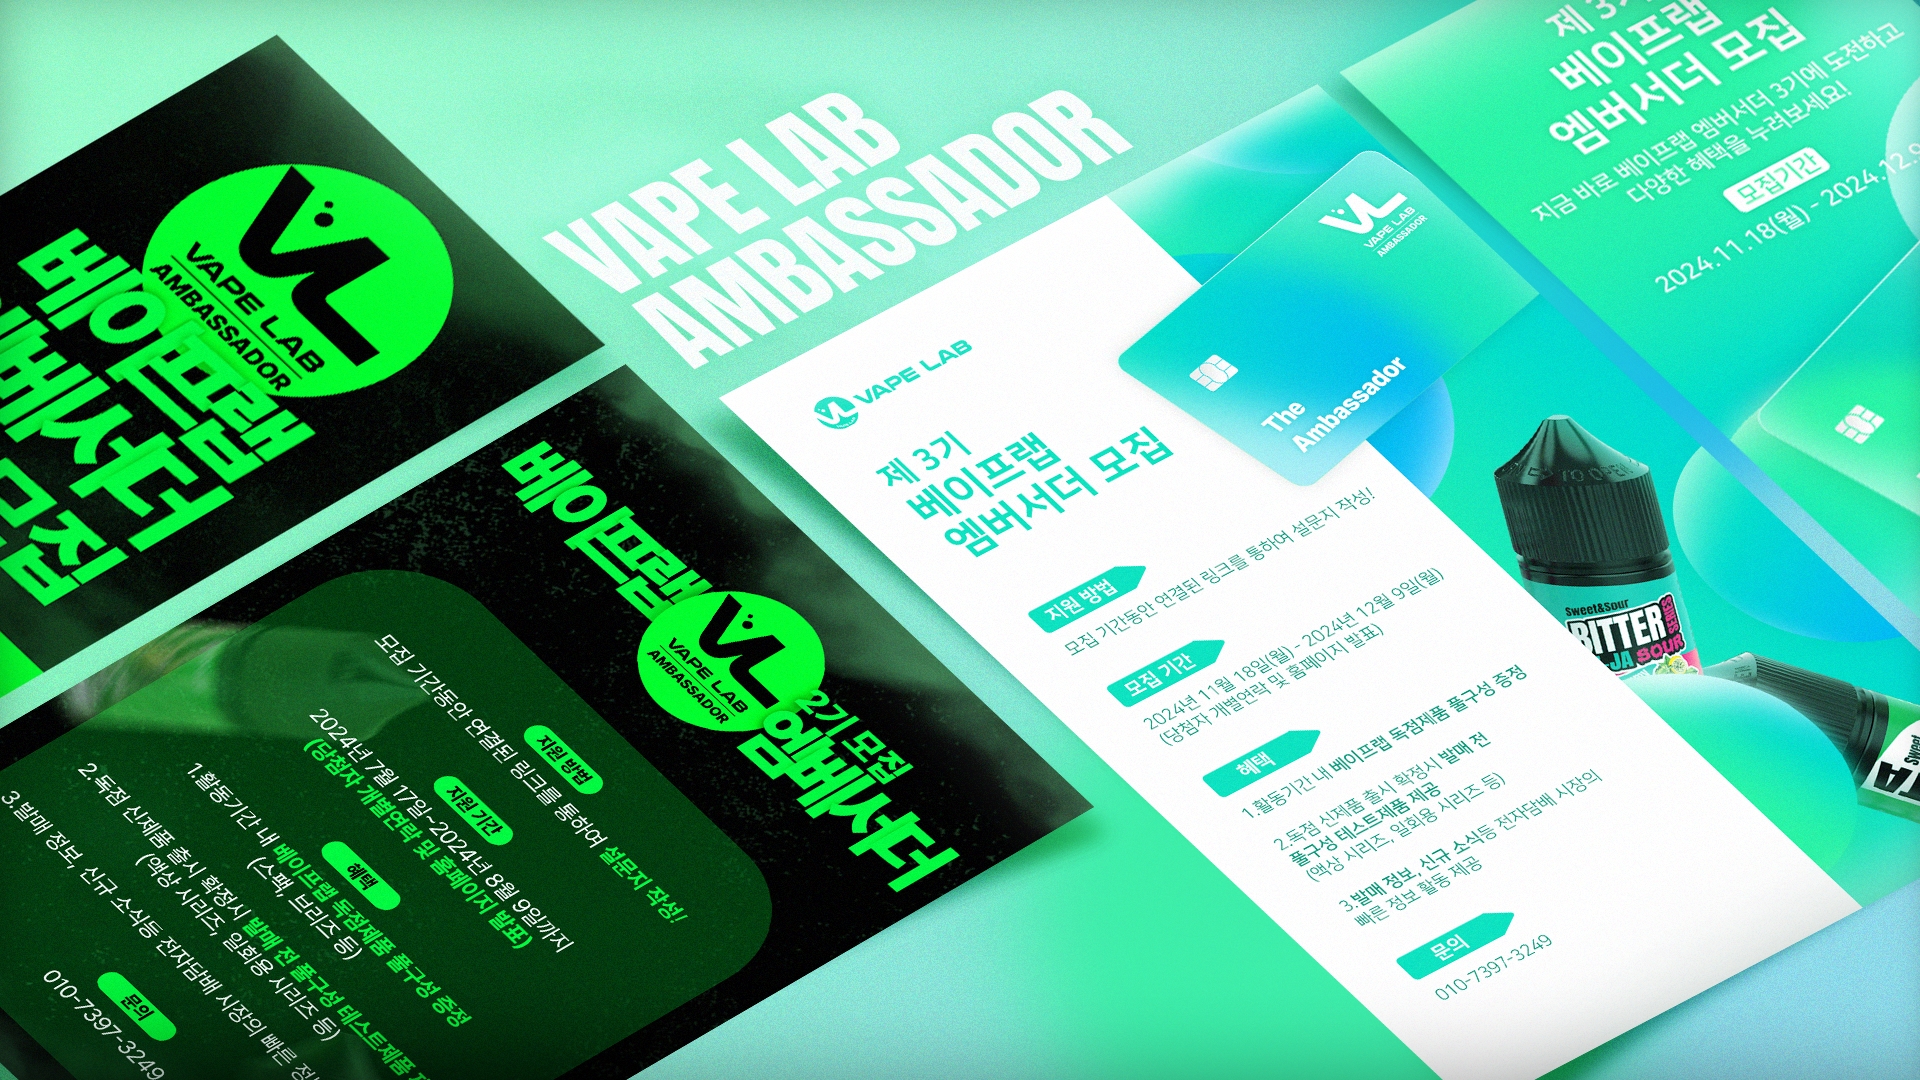 VAPE LAB
AMBASSADOR
VL
VAPE LAB
AMBASSADOR
베이프랩
엠베서더
모집
베이프랩
VL
VAPE LAB
AMBASSADOR
2기 모집
엠베서더
지원 방법
모집 기간동안 연결된 링크를 통하여 설문지 작성!
지원 기간
2024년 7월 17일~2024년 8월 9일까지
(당첨자 개별연락 및 홈페이지 발표)
혜택
1.활동기간 내 베이프랩 독점제품 풀구성 증정
(스팩, 브리즈 등)
2.독점 신제품 출시 확정시 발매 전 풀구성 테스트제품
(액상 시리즈, 일회용 시리즈 등)
3.발매 정보, 신규 소식등 전자담배 시장의 빠른
문의
010-7397-3249
VL VAPE LAB
제 3기
베이프랩
엠버서더 모집
지원 방법
모집 기간동안 연결된 링크를 통하여 설문지 작성!
모집 기간
2024년 11월 18일(월) - 2024년 12월 9일(월)
(당첨자 개별연락 및 홈페이지 발표)
혜택
1.활동기간 내 베이프랩 독점제품 풀구성 증정
2.독점 신제품 출시 확정시 발매 전
풀구성 테스트제품 제공
(액상 시리즈, 일회용 시리즈 등)
3.발매 정보, 신규 소식등 전자담배 시장의
빠른 정보 활동 제공
문의
010-7397-3249
VL
VAPE LAB
AMBASSADOR
The
Ambassador
Sweet&Sour
BITTER
SOUR
SERIES
Sweet
제 3기
베이프랩
엠버서더 모집
지금 바로 베이프랩 엠버서더 3기에 도전하고
다양한 혜택을 누려보세요!
모집기간
2024.11.18(월) - 2024.12.9